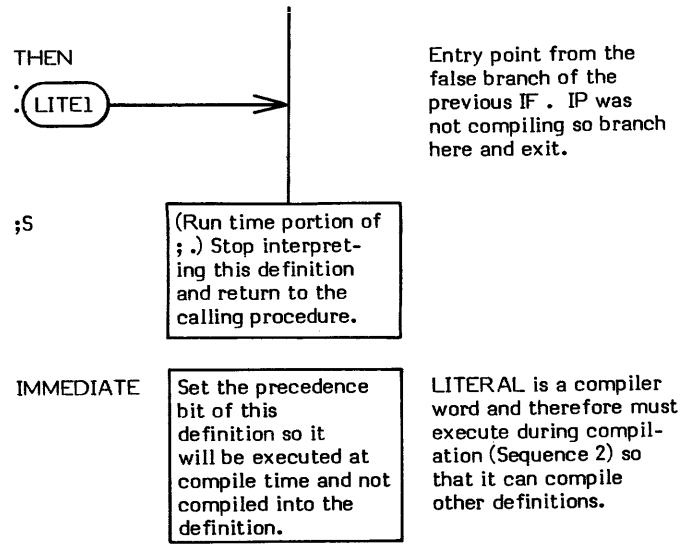 THEN
: LITE1
Entry point from the
false branch of the
previous IF . IP was
not compiling so branch
here and exit.
;S
(Run time portion of
; .) Stop interpret-
ing this definition
and return to the
calling procedure.
IMMEDIATE
Set the precedence
bit of this
definition so it
will be executed at
compile time and not
compiled into the
definition.
LITERAL is a compiler
word and therefore must
execute during compil-
ation (Sequence 2) so
that it can compile
other definitions.